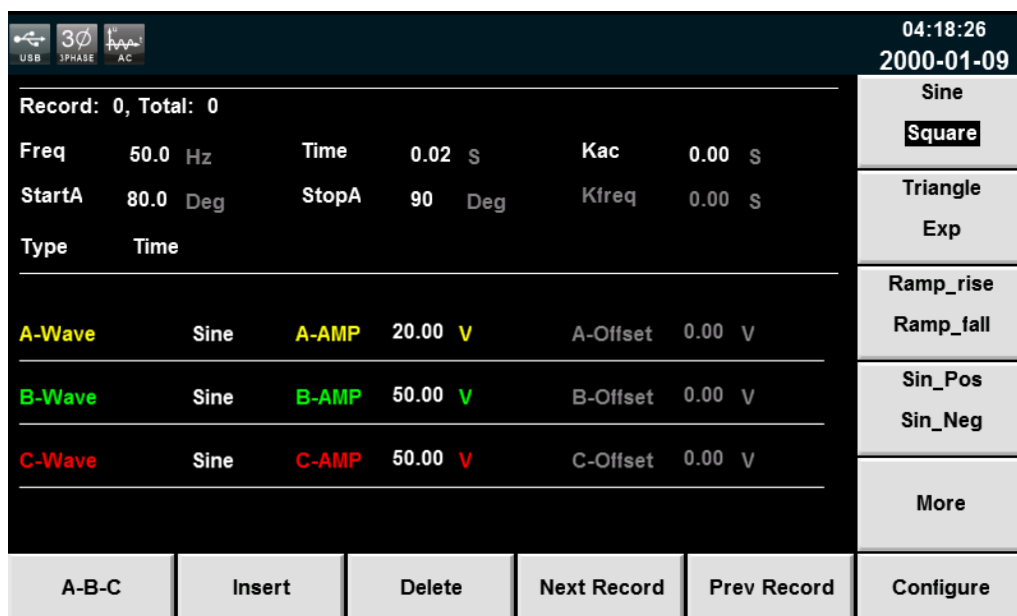 USB 3Ø 3PHASE U t AC
04:18:26
2000-01-09
Record: 0, Total: 0
Freq 50.0 Hz Time 0.02 S Kac 0.00 S
StartA 80.0 Deg StopA 90 Deg Kfreq 0.00 S
Type Time
A-Wave Sine A-AMP 20.00 V A-Offset 0.00 V
B-Wave Sine B-AMP 50.00 V B-Offset 0.00 V
C-Wave Sine C-AMP 50.00 V C-Offset 0.00 V
Sine
Square
Triangle
Exp
Ramp_rise
Ramp_fall
Sin_Pos
Sin_Neg
More
A-B-C Insert Delete Next Record Prev Record Configure